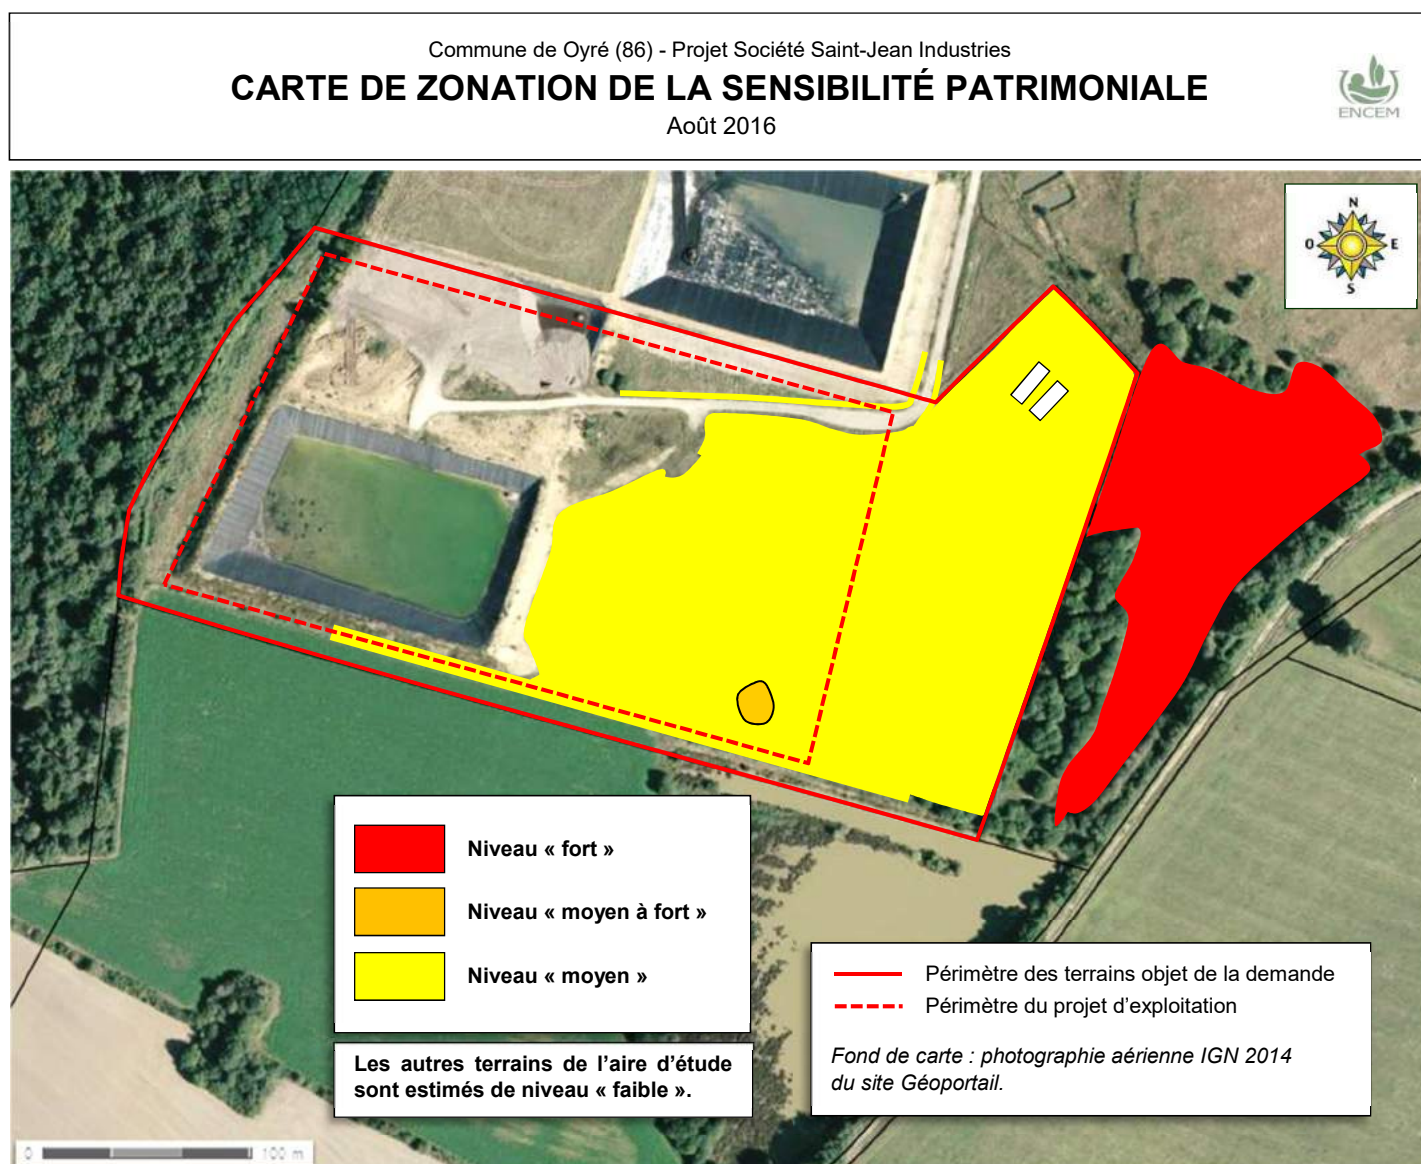 Commune de Oyré (86) - Projet Société Saint-Jean Industries
CARTE DE ZONATION DE LA SENSIBILITÉ PATRIMONIALE
Août 2016
ENCEM
N
O
E
S
Niveau « fort »
Niveau « moyen à fort »
Niveau « moyen »
Les autres terrains de l’aire d’étude
sont estimés de niveau « faible ».
Périmètre des terrains objet de la demande
Périmètre du projet d’exploitation
Fond de carte : photographie aérienne IGN 2014
du site Géoportail.
0 100 m